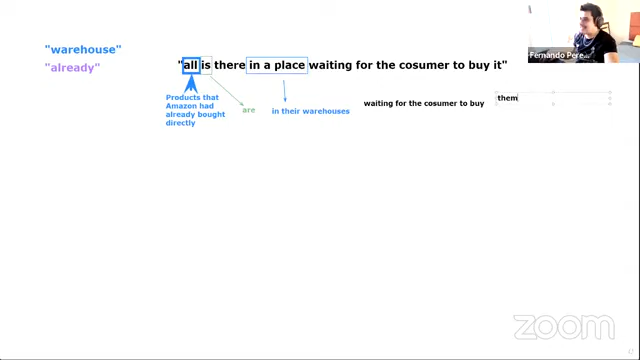 "warehouse"
"already"
"all is there in a place waiting for the cosumer to buy it"
Products that
Amazon had
already bought
directly
are
in their warehouses
waiting for the cosumer to buy
them
Fernando Pere...
zoom